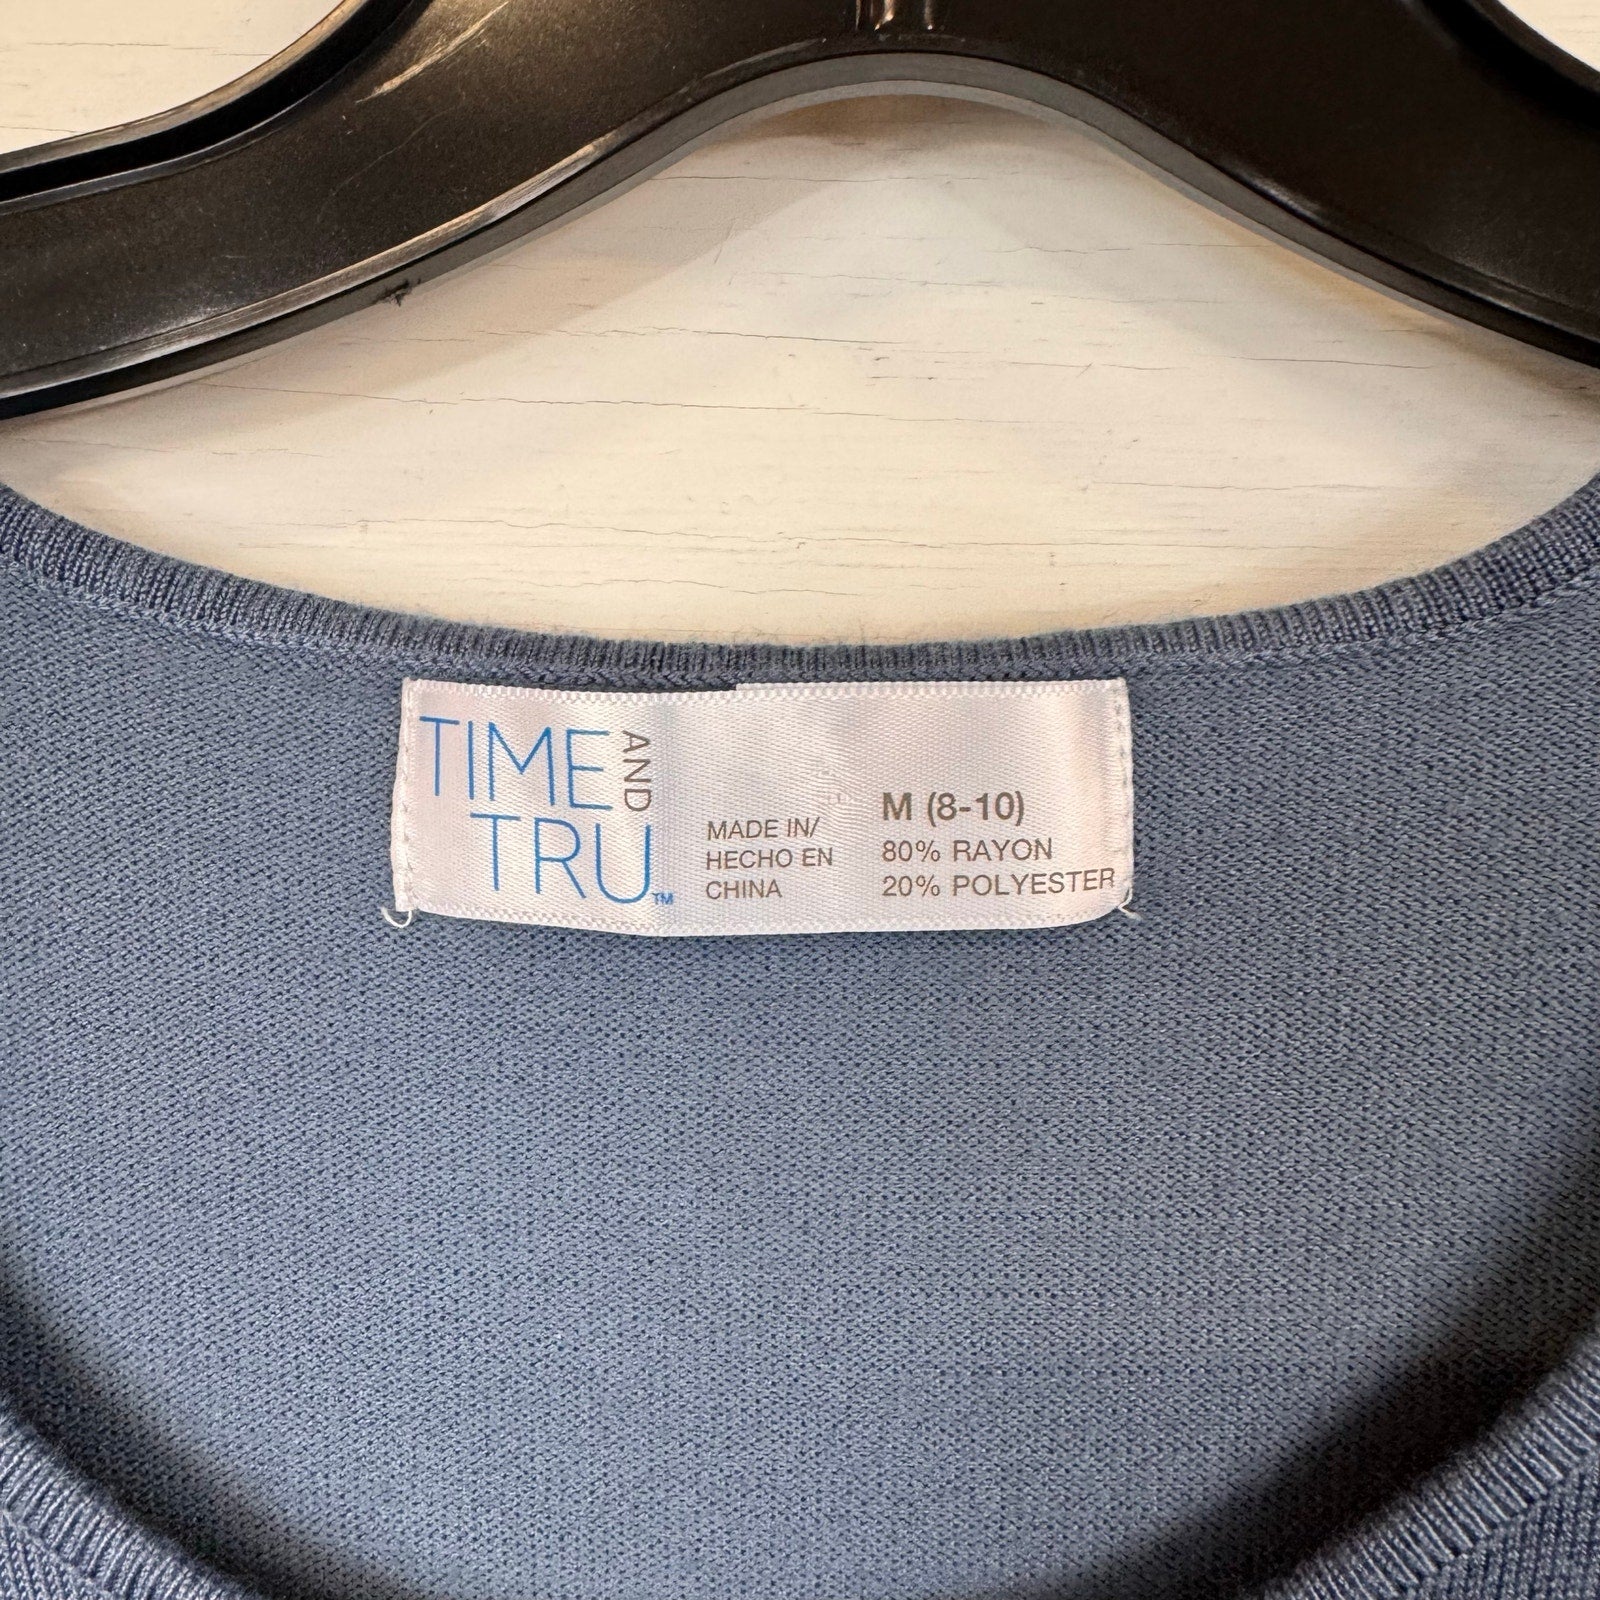 TIME AND
TRU™
MADE IN/
HECHO EN
CHINA
M (8-10)
80% RAYON
20% POLYESTER